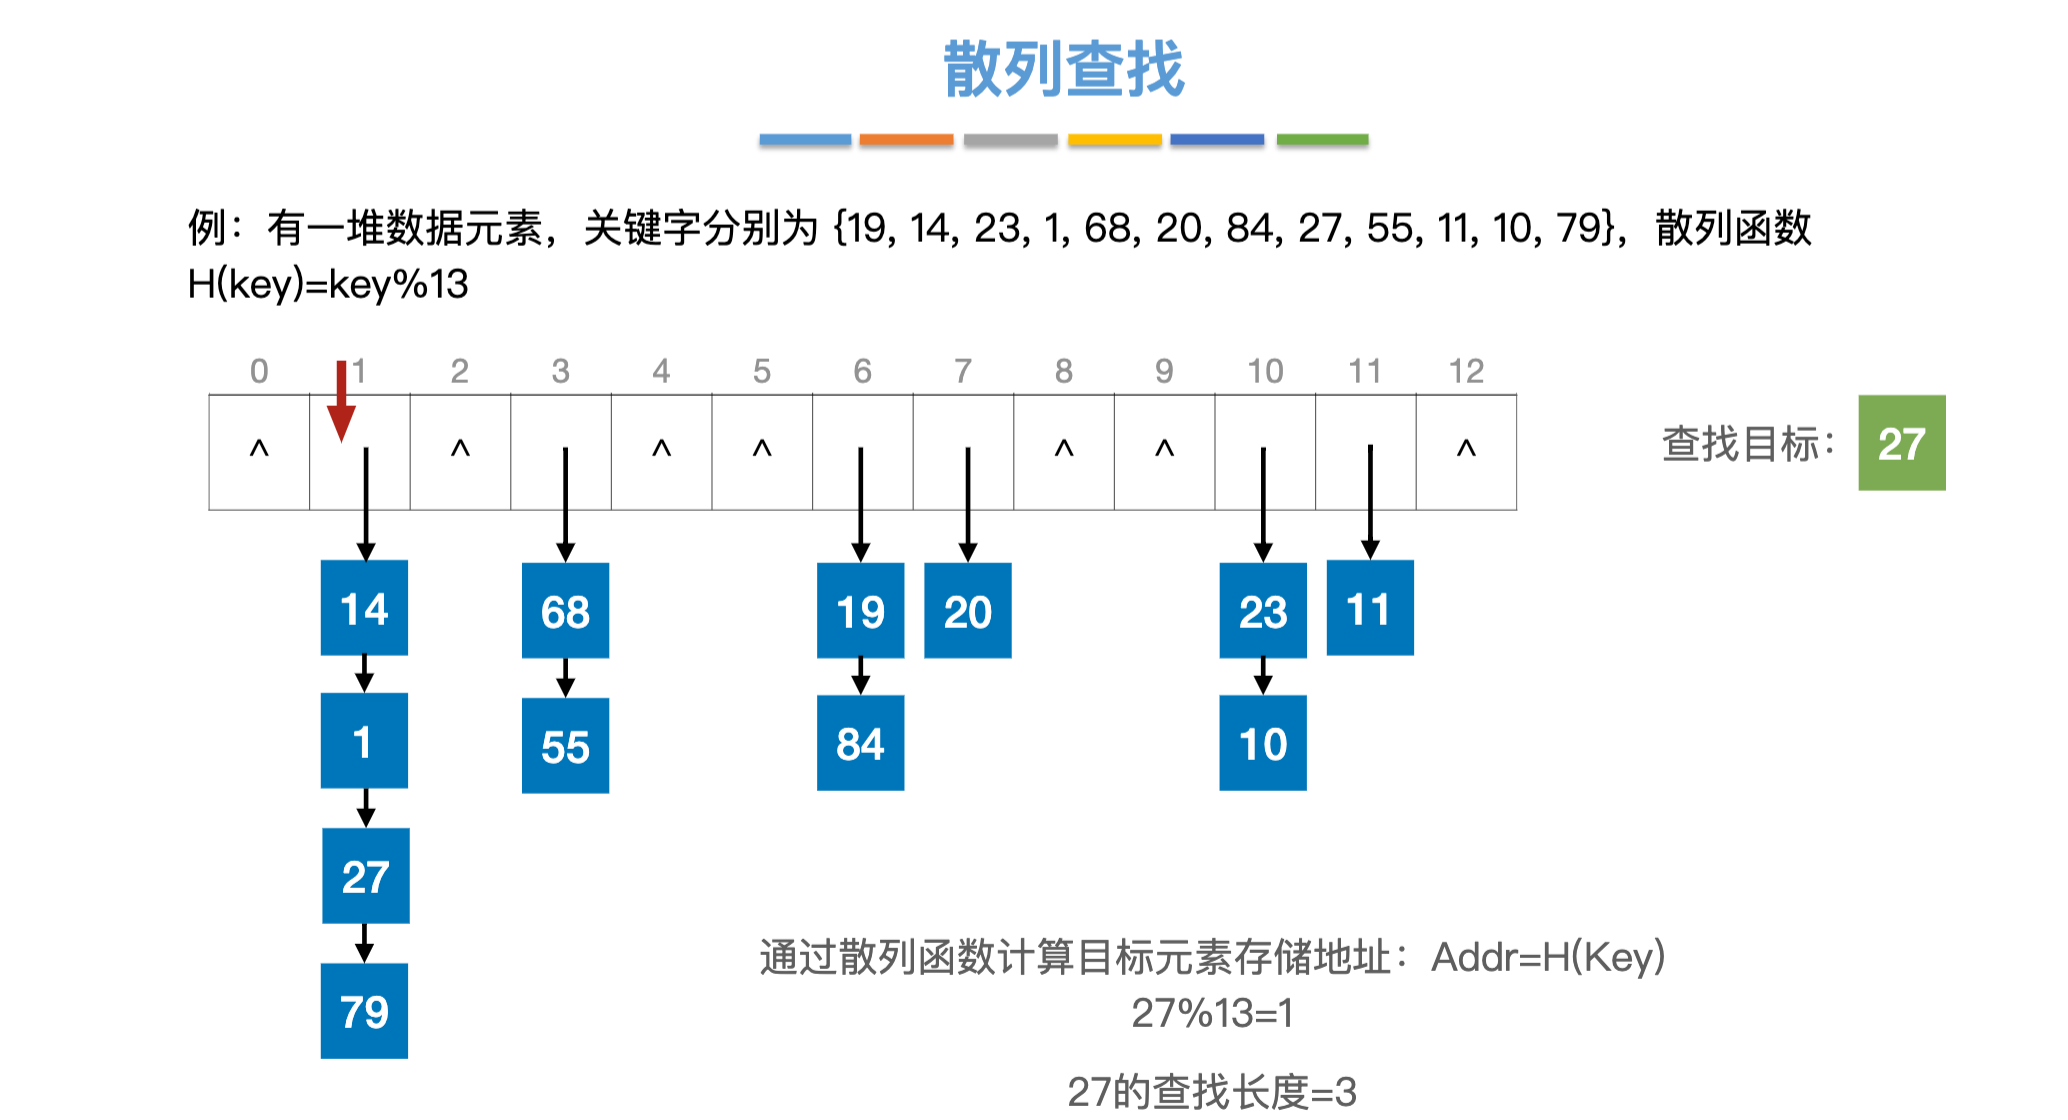 散列查找
例：有一堆数据元素，关键字分别为 {19, 14, 23, 1, 68, 20, 84, 27, 55, 11, 10, 79}，散列函数
H(key)=key%13
0 1 2 3 4 5 6 7 8 9 10 11 12
^ ^ ^ ^ ^ ^ ^
查找目标：27
14 68 19 20 23 11
1 55 84 10
27
79
通过散列函数计算目标元素存储地址：Addr=H(Key)
27%13=1
27的查找长度=3